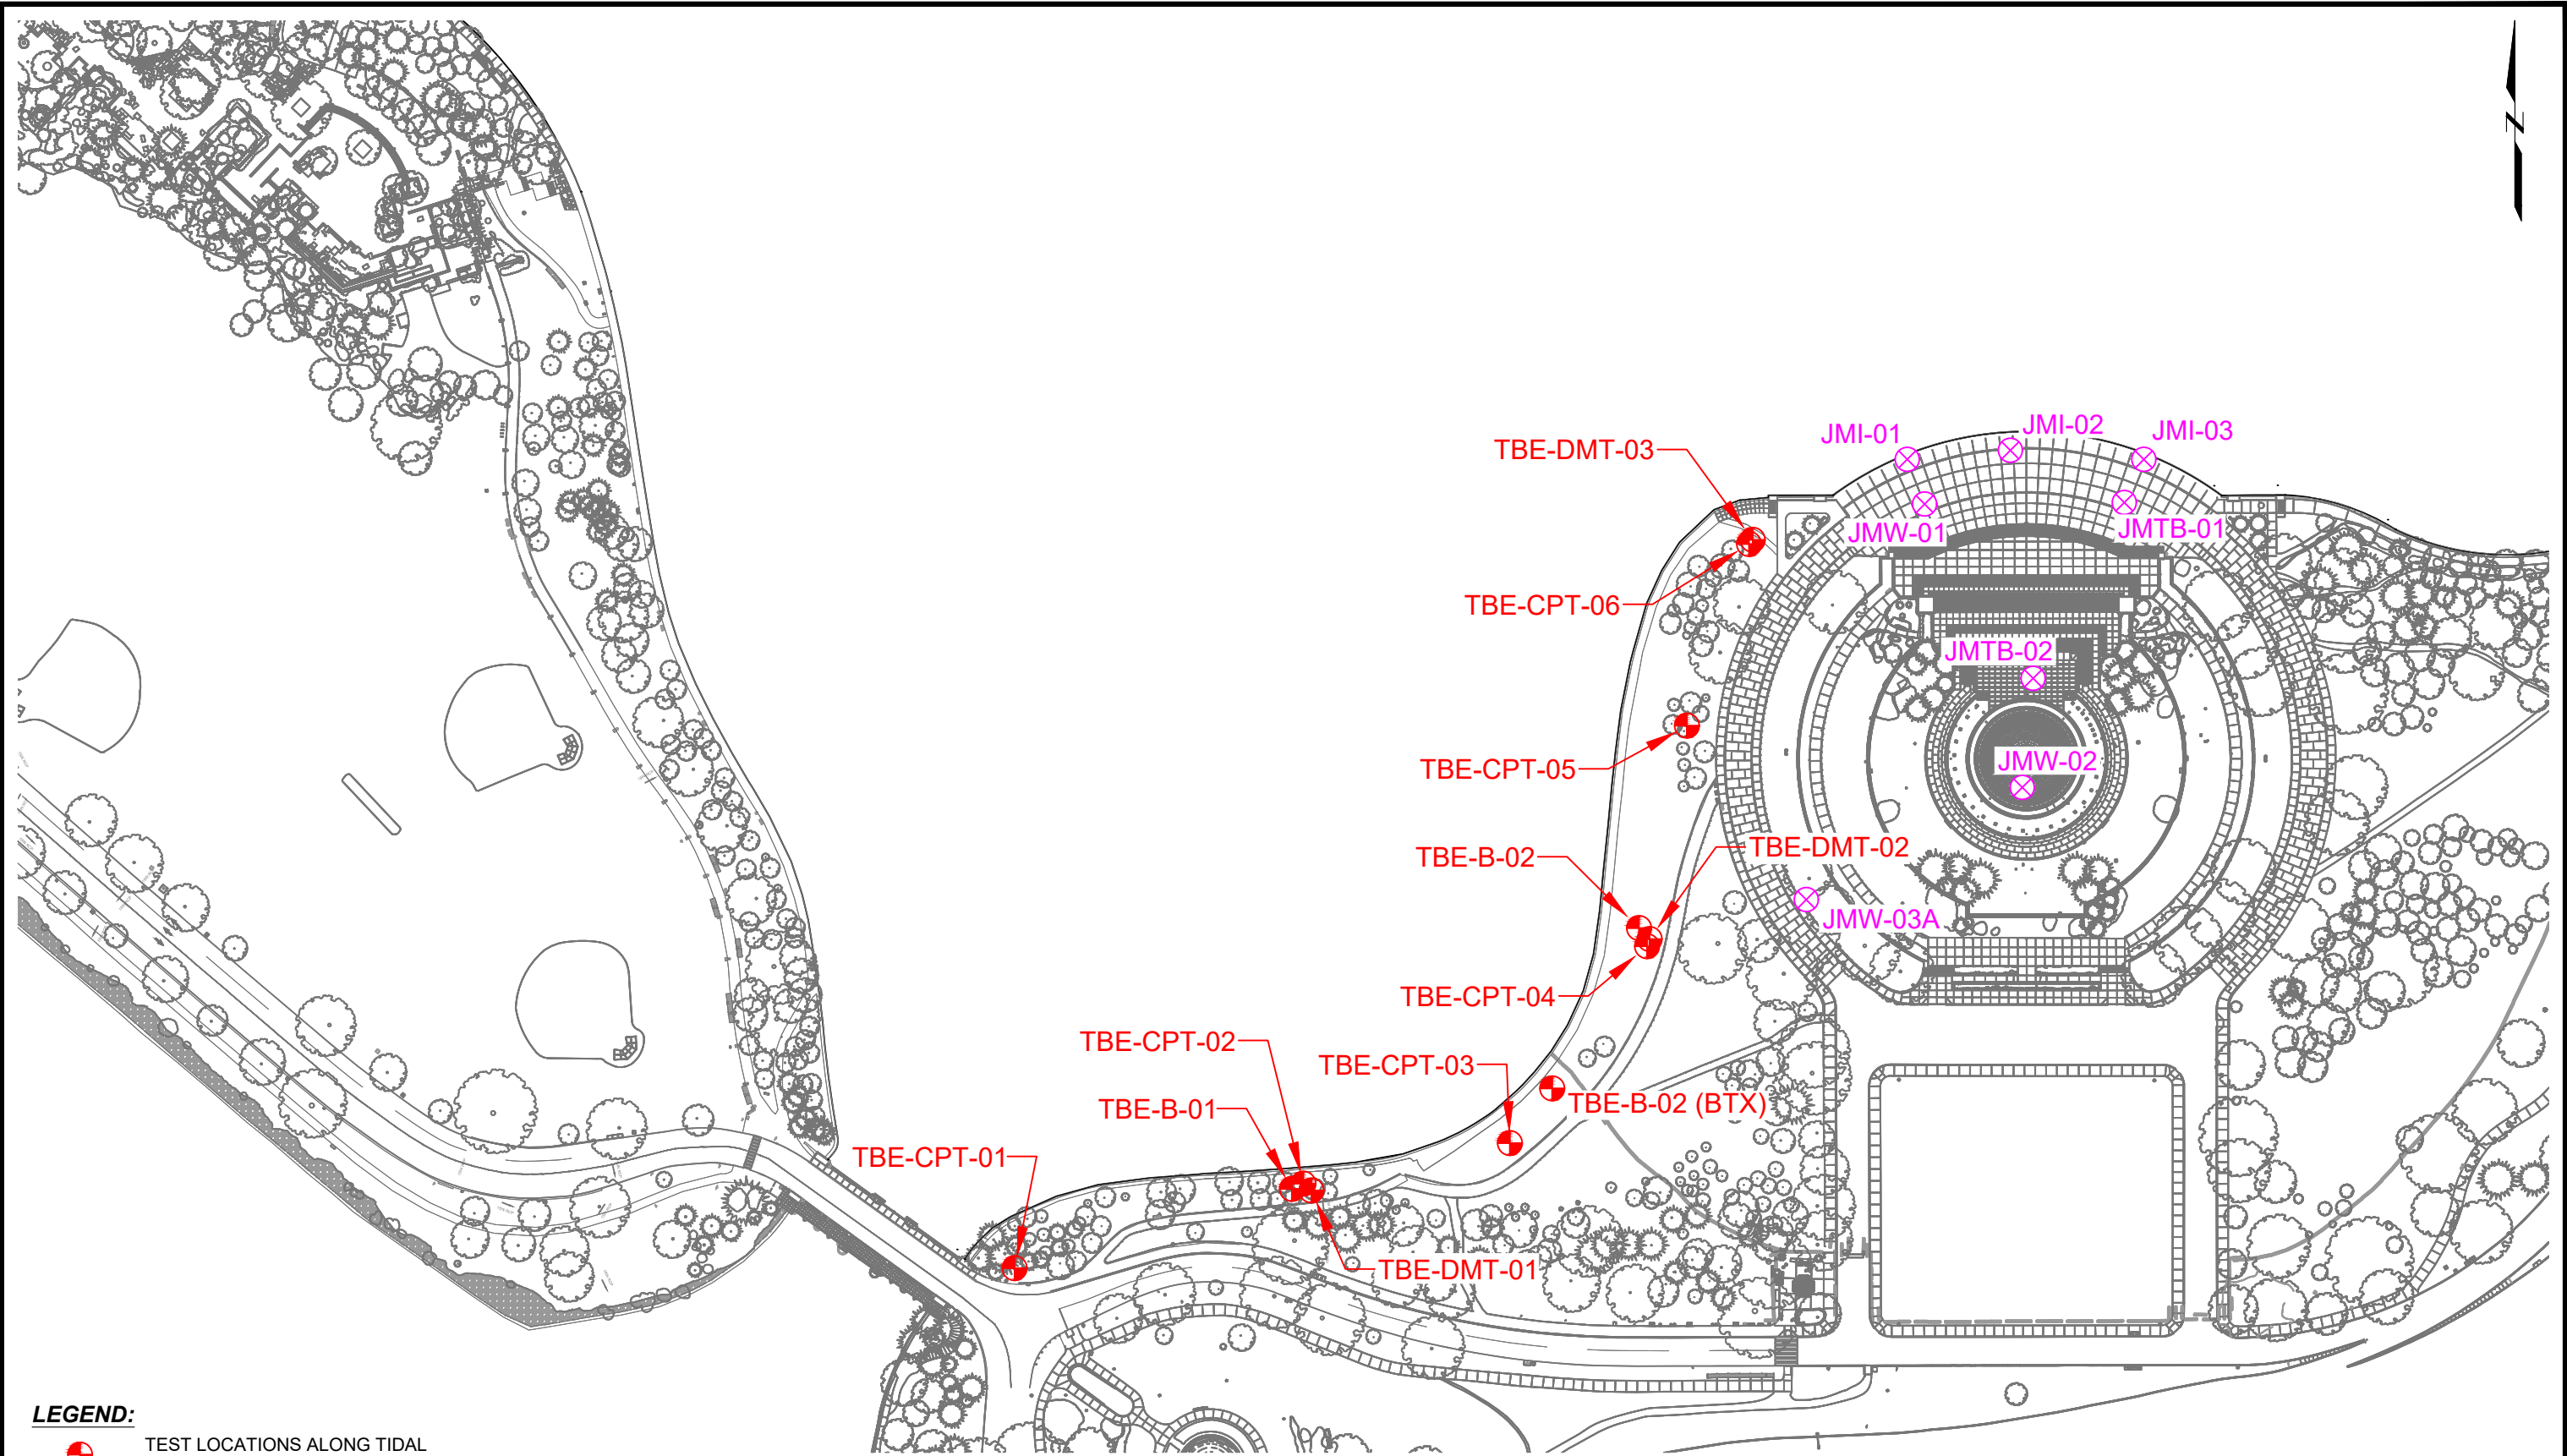 N
JMI-01
JMI-02
JMI-03
TBE-DMT-03
JMW-01
JMTB-01
TBE-CPT-06
JMTB-02
TBE-CPT-05
JMW-02
TBE-B-02
TBE-DMT-02
JMW-03A
TBE-CPT-04
TBE-CPT-02
TBE-CPT-03
TBE-B-01
TBE-B-02 (BTX)
TBE-CPT-01
TBE-DMT-01
LEGEND:
TEST LOCATIONS ALONG TIDAL